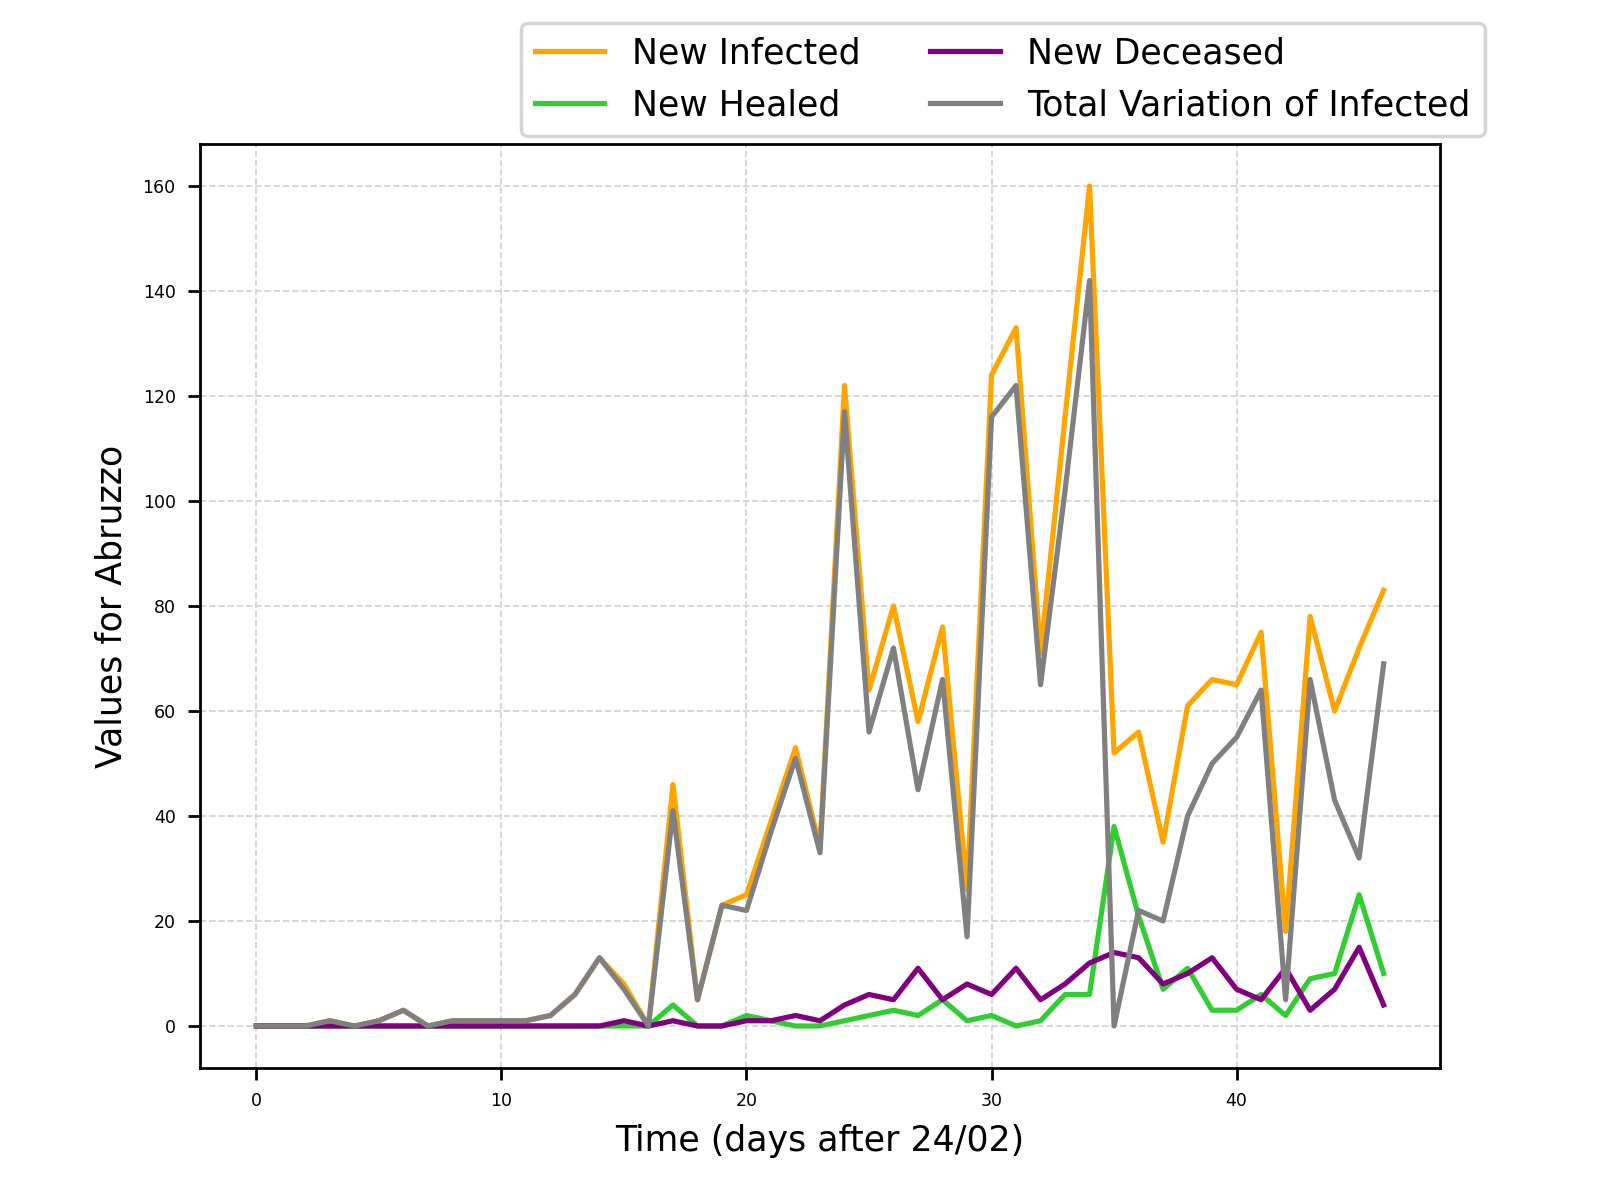 New Infected
New Healed
New Deceased
Total Variation of Infected
160
140
120
100
80
60
40
20
0
Values for Abruzzo
0 10 20 30 40
Time (days after 24/02)